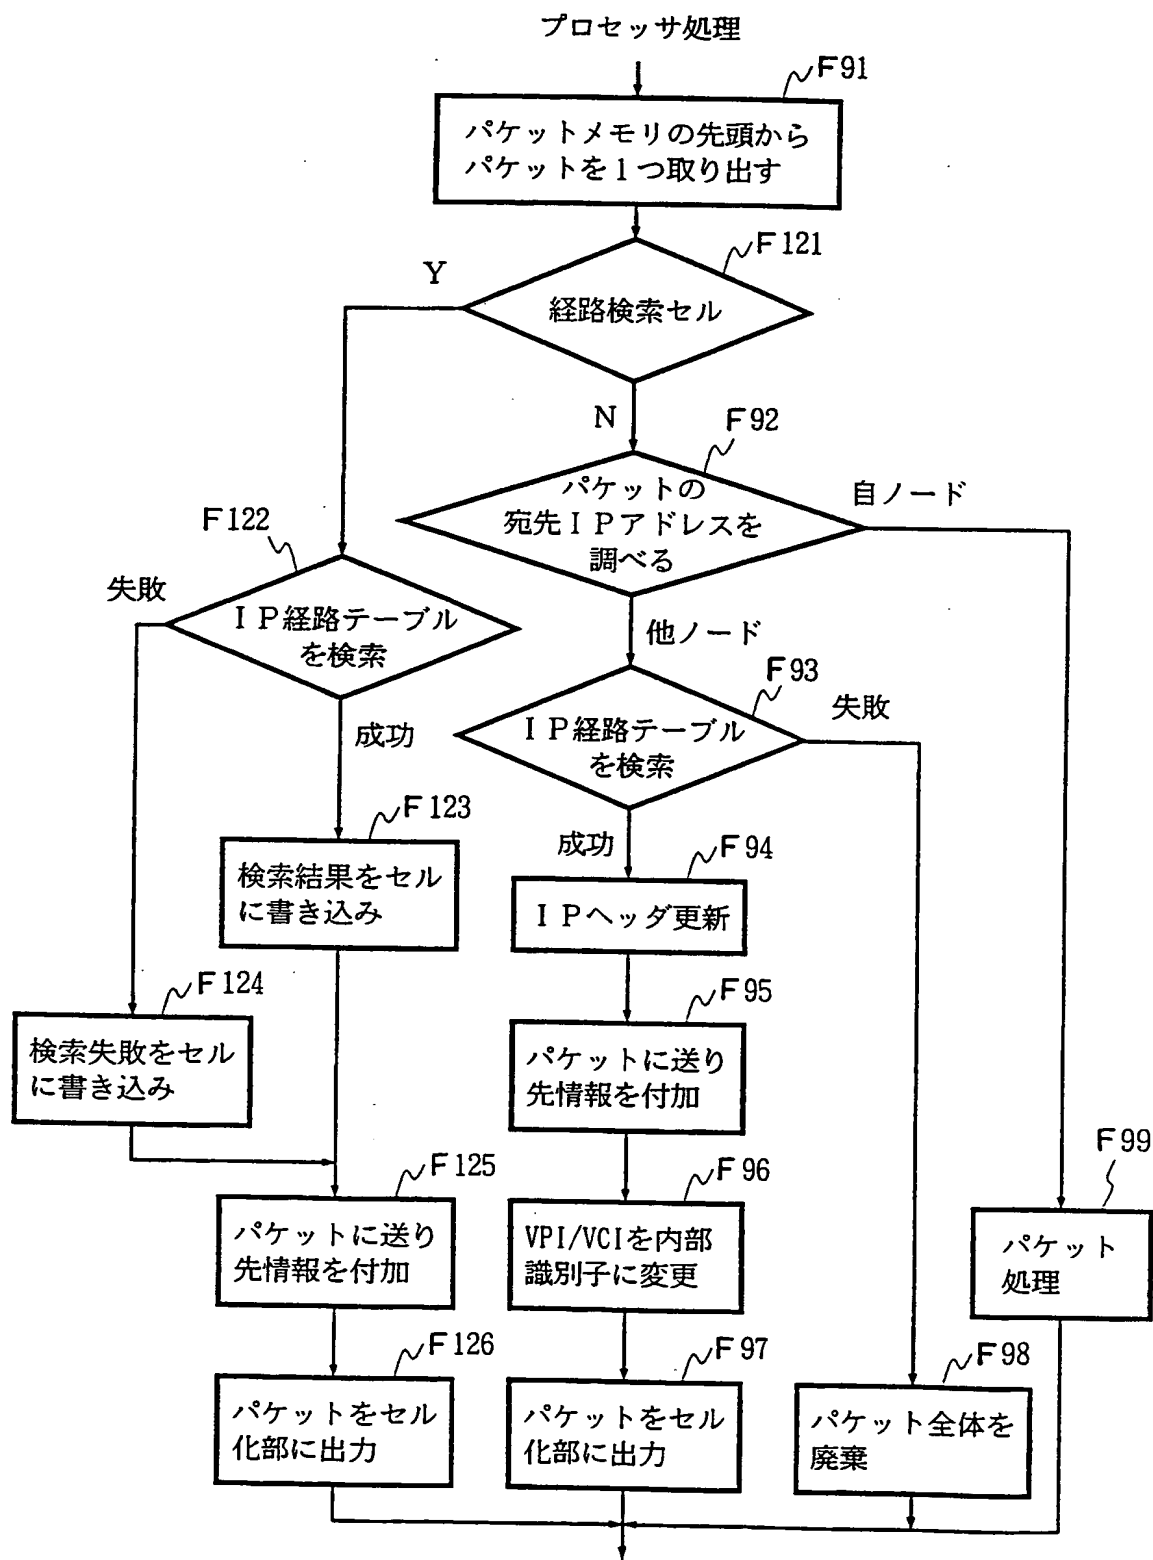 プロセッサ処理
F91
パケットメモリの先頭から
パケットを1つ取り出す
F121
Y
経路検索セル
N
F92
パケットの
宛先IPアドレスを
調べる
自ノード
F122
失敗
IP経路テーブル
を検索
他ノード
F93
失敗
成功
IP経路テーブル
を検索
F123
検索結果をセル
に書き込み
成功
F94
IPヘッダ更新
F124
検索失敗をセル
に書き込み
F95
パケットに送り
先情報を付加
F125
パケットに送り
先情報を付加
F96
VPI/VCIを内部
識別子に変更
F99
パケット
処理
F126
パケットをセル
化部に出力
F97
パケットをセル
化部に出力
F98
パケット全体を
廃棄